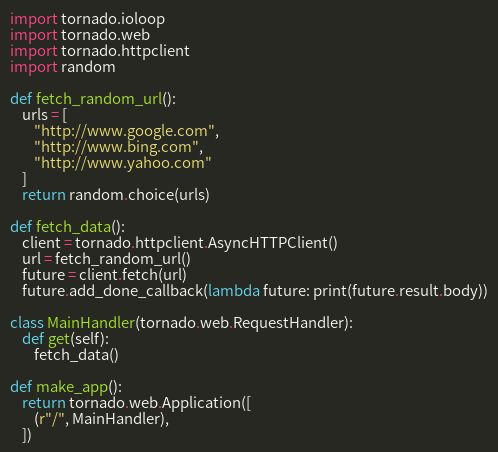 import tornado.ioloop
import tornado.web
import tornado.httpclient
import random

def fetch_random_url():
    urls = [
        "http://www.google.com",
        "http://www.bing.com",
        "http://www.yahoo.com"
    ]
    return random.choice(urls)

def fetch_data():
    client = tornado.httpclient.AsyncHTTPClient()
    url = fetch_random_url()
    future = client.fetch(url)
    future.add_done_callback(lambda future: print(future.result.body))

class MainHandler(tornado.web.RequestHandler):
    def get(self):
        fetch_data()

def make_app():
    return tornado.web.Application([
        (r"/", MainHandler),
    ])